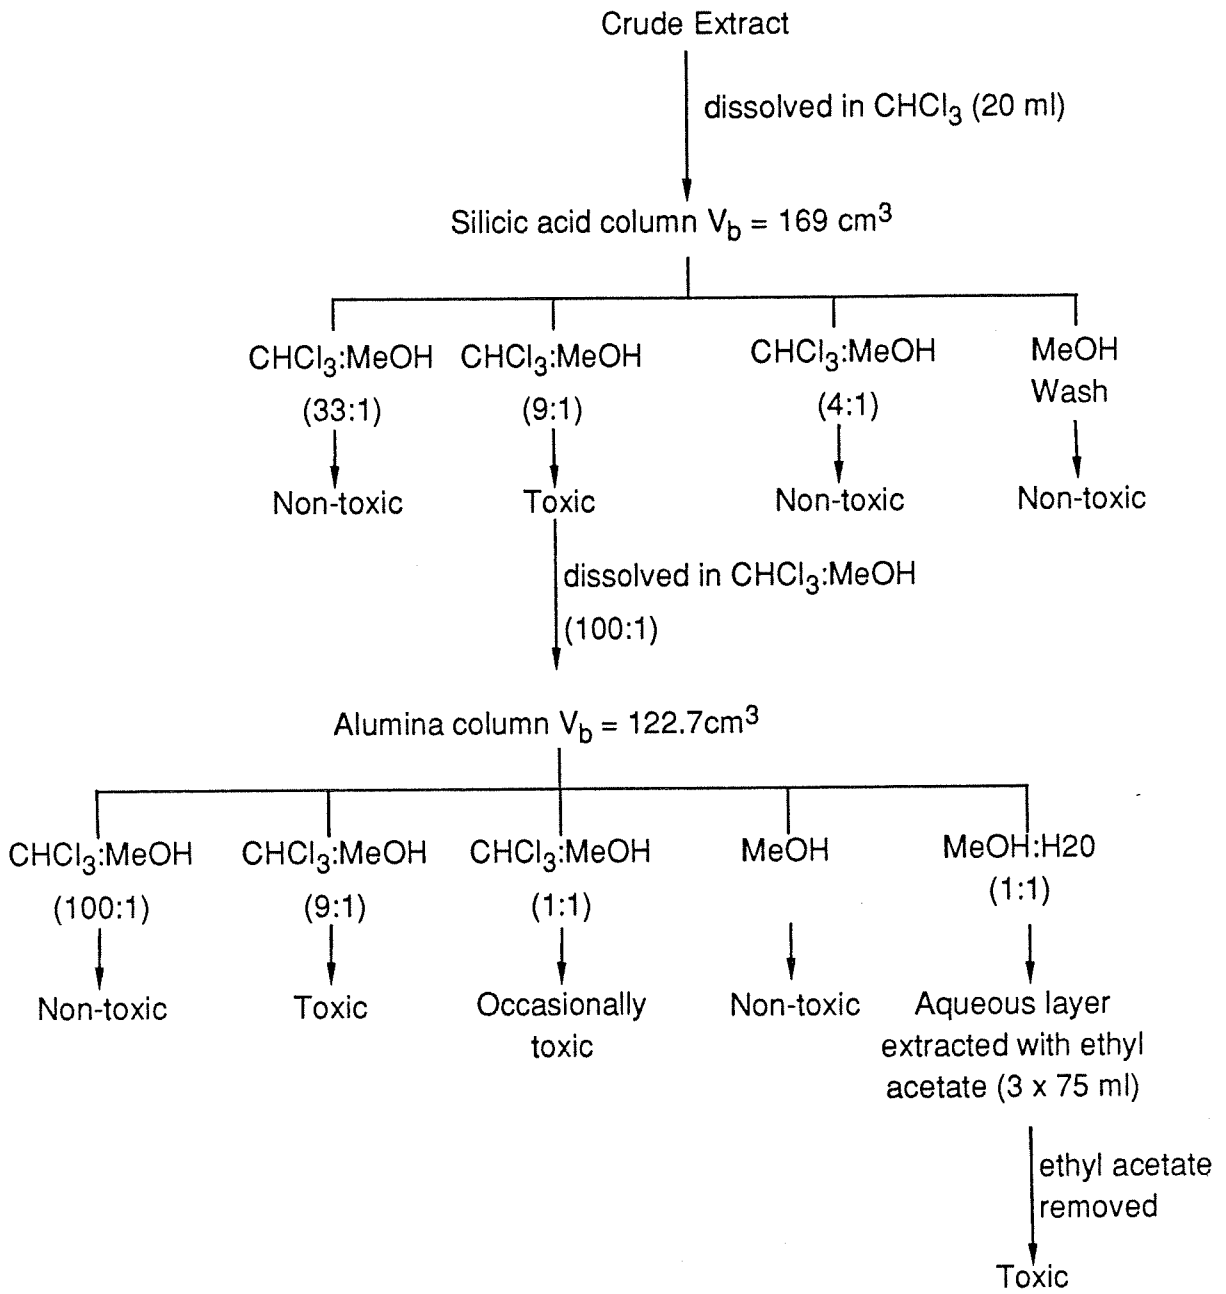 Crude Extract
dissolved in CHCl3 (20 ml)
Silicic acid column Vb = 169 cm3
CHCl3:MeOH CHCl3:MeOH CHCl3:MeOH MeOH
Wash
(33:1) (9:1) (4:1)
Non-toxic Toxic Non-toxic Non-toxic
dissolved in CHCl3:MeOH
(100:1)
Alumina column Vb = 122.7cm3
CHCl3:MeOH CHCl3:MeOH CHCl3:MeOH MeOH MeOH:H20
(100:1) (9:1) (1:1) (1:1)
Non-toxic Toxic Occasionally Non-toxic Aqueous layer
toxic extracted with ethyl
acetate (3 x 75 ml)
ethyl acetate
removed
Toxic